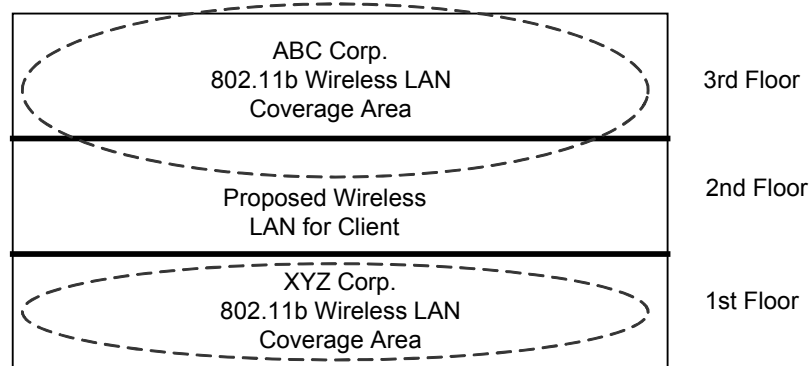 ABC Corp.
802.11b Wireless LAN
Coverage Area
3rd Floor
Proposed Wireless
LAN for Client
2nd Floor
XYZ Corp.
802.11b Wireless LAN
Coverage Area
1st Floor